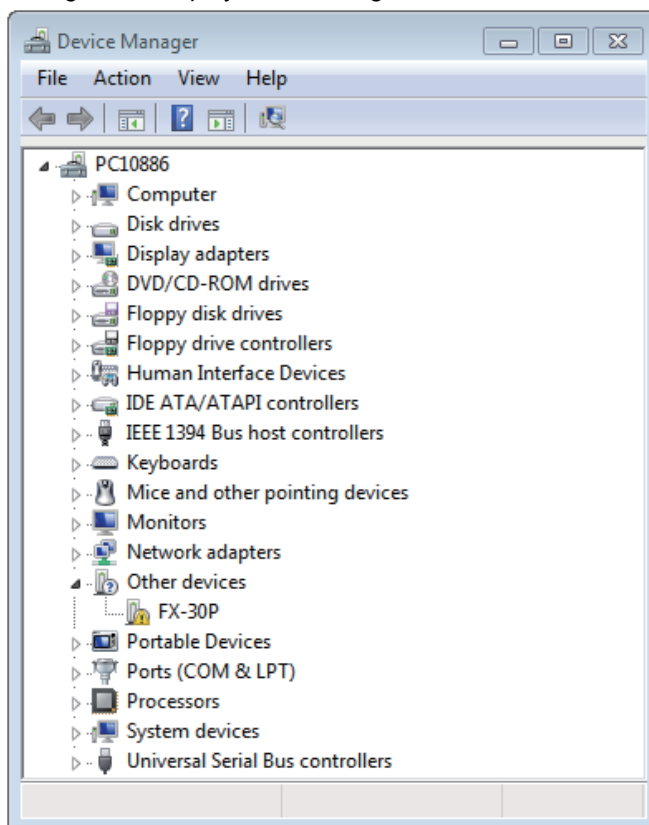 Device Manager
File Action View Help
PC10886
Computer
Disk drives
Display adapters
DVD/CD-ROM drives
Floppy disk drives
Floppy drive controllers
Human Interface Devices
IDE ATA/ATAPI controllers
IEEE 1394 Bus host controllers
Keyboards
Mice and other pointing devices
Monitors
Network adapters
Other devices
FX-30P
Portable Devices
Ports (COM & LPT)
Processors
System devices
Universal Serial Bus controllers